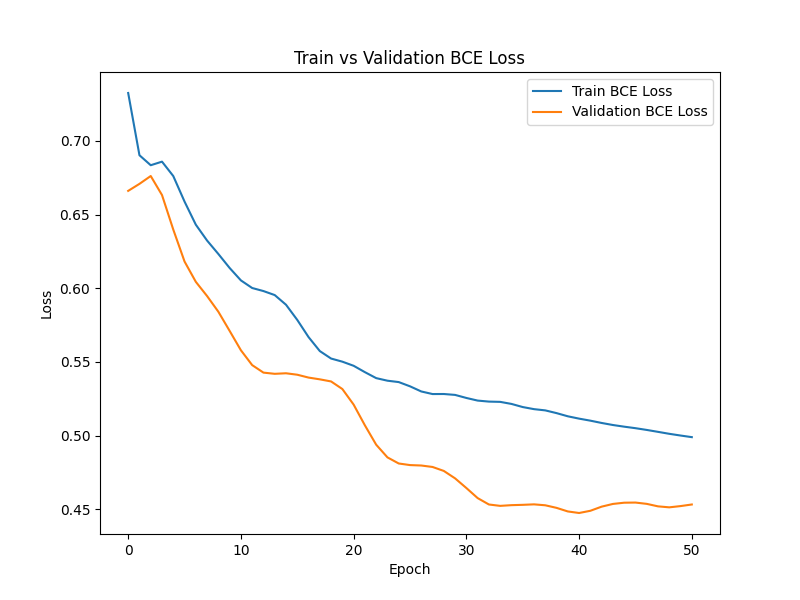 Train vs Validation BCE Loss
Train BCE Loss
Validation BCE Loss
0.70
0.65
0.60
0.55
0.50
0.45
Loss
0 10 20 30 40 50
Epoch